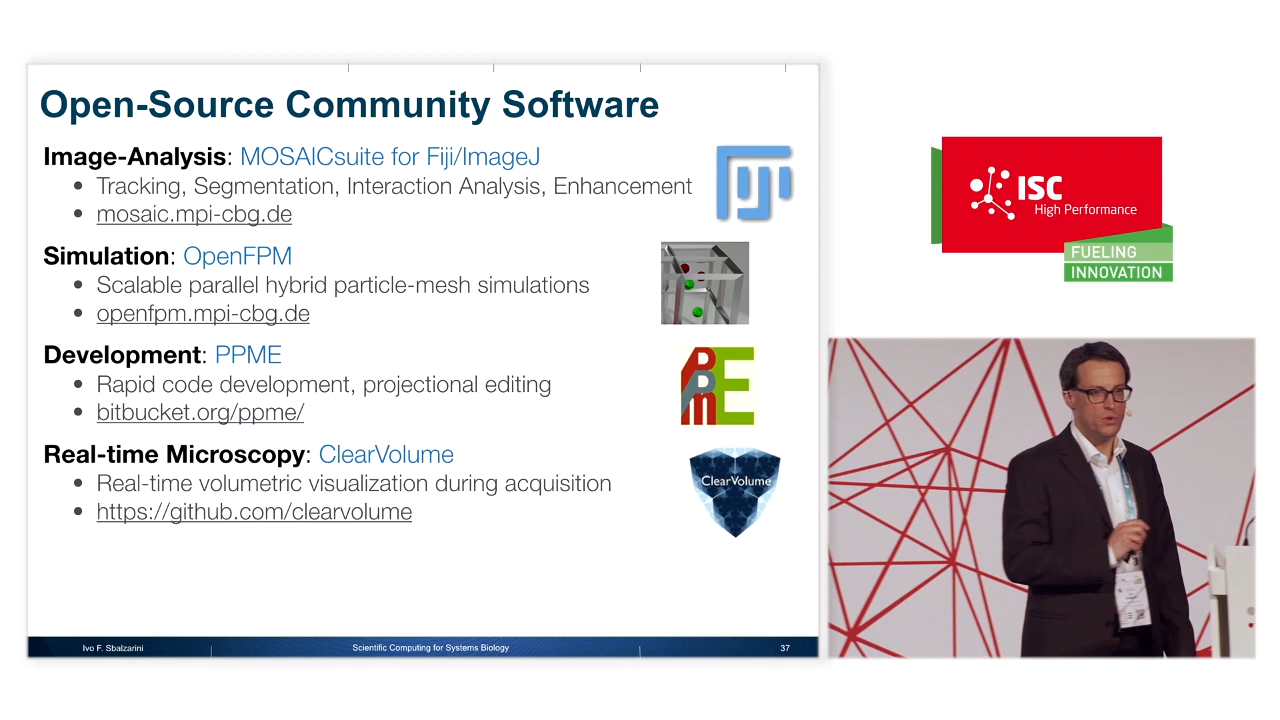 Open-Source Community Software
Image-Analysis: MOSAICsuite for Fiji/ImageJ
• Tracking, Segmentation, Interaction Analysis, Enhancement
• mosaic.mpi-cbg.de
Simulation: OpenFPM
• Scalable parallel hybrid particle-mesh simulations
• openfpm.mpi-cbg.de
Development: PPME
• Rapid code development, projectional editing
• bitbucket.org/ppme/
PPME
Real-time Microscopy: ClearVolume
• Real-time volumetric visualization during acquisition
• https://github.com/clearvolume
ClearVolume
Ivo F. Sbalzarini
Scientific Computing for Systems Biology
37
ISC
High Performance
FUELING
INNOVATION